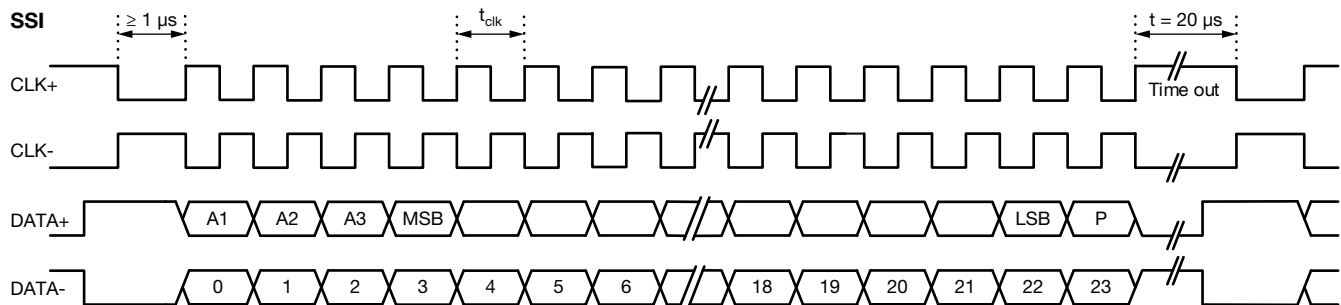 SSI
≥ 1 µs
tclk
t = 20 µs
CLK+
Time out
CLK-
DATA+
A1 A2 A3 MSB LSB P
DATA-
0 1 2 3 4 5 6 18 19 20 21 22 23